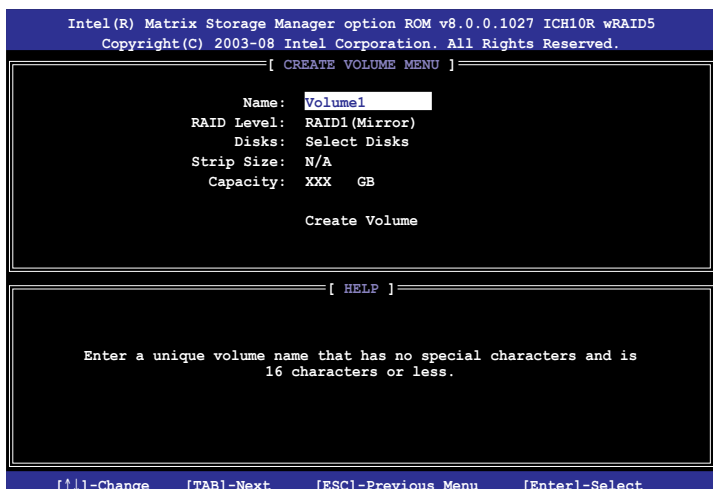 Intel(R) Matrix Storage Manager option ROM v8.0.0.1027 ICH10R wRAID5
Copyright(C) 2003-08 Intel Corporation. All Rights Reserved.
[ CREATE VOLUME MENU ]
Name: Volume1
RAID Level: RAID1(Mirror)
Disks: Select Disks
Strip Size: N/A
Capacity: XXX GB
Create Volume
[ HELP ]
Enter a unique volume name that has no special characters and is
16 characters or less.
[↑↓]-Change [TAB]-Next [ESC]-Previous Menu [Enter]-Select